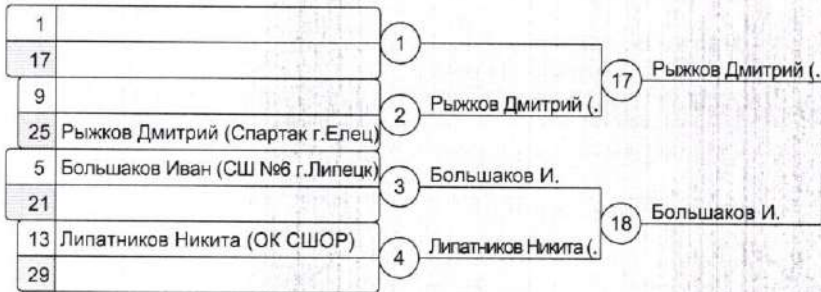 1
17
1
9
25 Рыжков Дмитрий (Спартак г.Елец)
2 Рыжков Дмитрий (.
17 Рыжков Дмитрий (.
5 Большаков Иван (СШ №6 г.Липецк)
21
3 Большаков И.
13 Липатников Никита (ОК СШОР)
29
4 Липатников Никита (.
18 Большаков И.